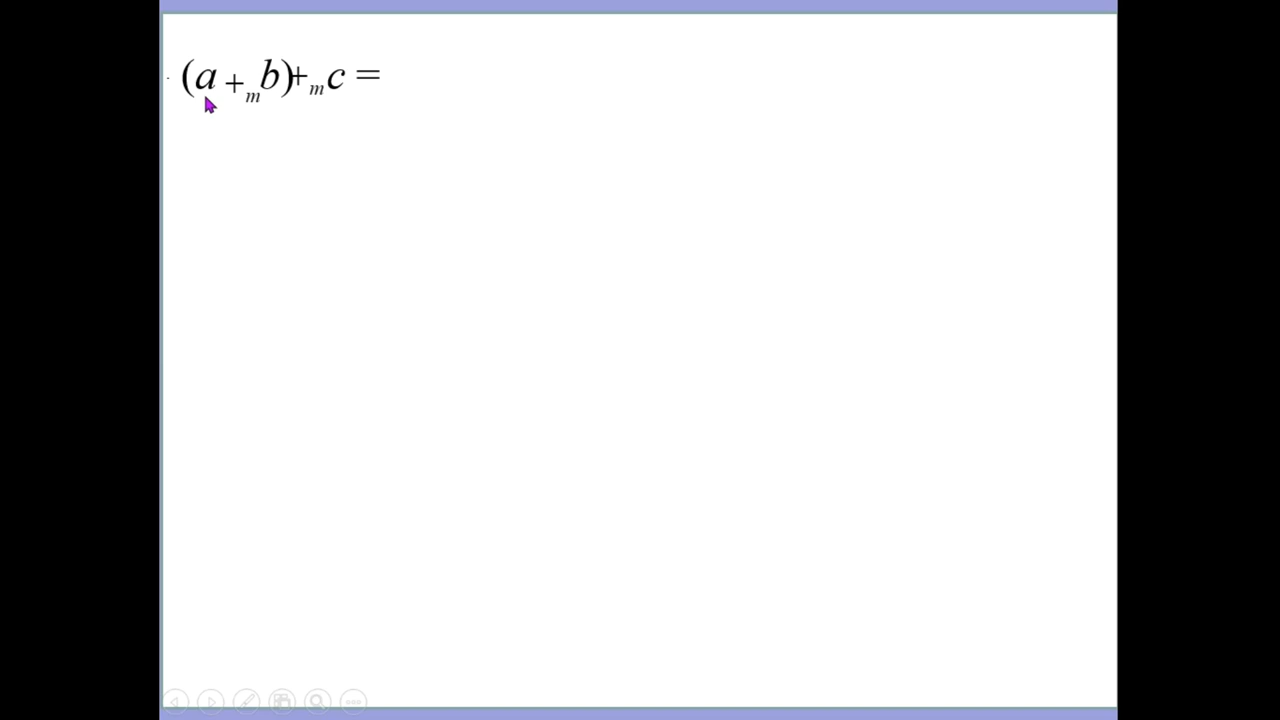 (a +ₘ b)+ₘ c =